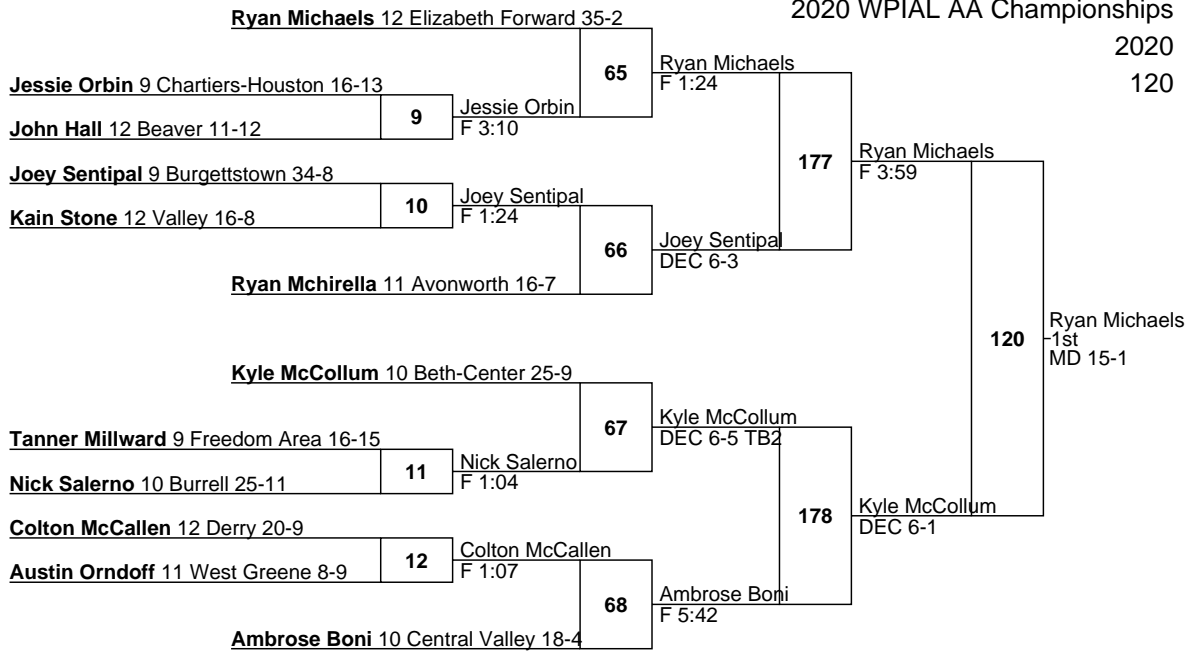 2020 WPIAL AA Championships
2020
120
Ryan Michaels 12 Elizabeth Forward 35-2
65
Ryan Michaels
F 1:24
Jessie Orbin 9 Chartiers-Houston 16-13
9
Jessie Orbin
F 3:10
John Hall 12 Beaver 11-12
177
Ryan Michaels
F 3:59
Joey Sentipal 9 Burgettstown 34-8
10
Joey Sentipal
F 1:24
Kain Stone 12 Valley 16-8
66
Joey Sentipal
DEC 6-3
Ryan Mchirella 11 Avonworth 16-7
120
Ryan Michaels
1st
MD 15-1
Kyle McCollum 10 Beth-Center 25-9
67
Kyle McCollum
DEC 6-5 TB2
Tanner Millward 9 Freedom Area 16-15
11
Nick Salerno
F 1:04
Nick Salerno 10 Burrell 25-11
178
Kyle McCollum
DEC 6-1
Colton McCallen 12 Derry 20-9
12
Colton McCallen
F 1:07
Austin Orndoff 11 West Greene 8-9
68
Ambrose Boni
F 5:42
Ambrose Boni 10 Central Valley 18-4